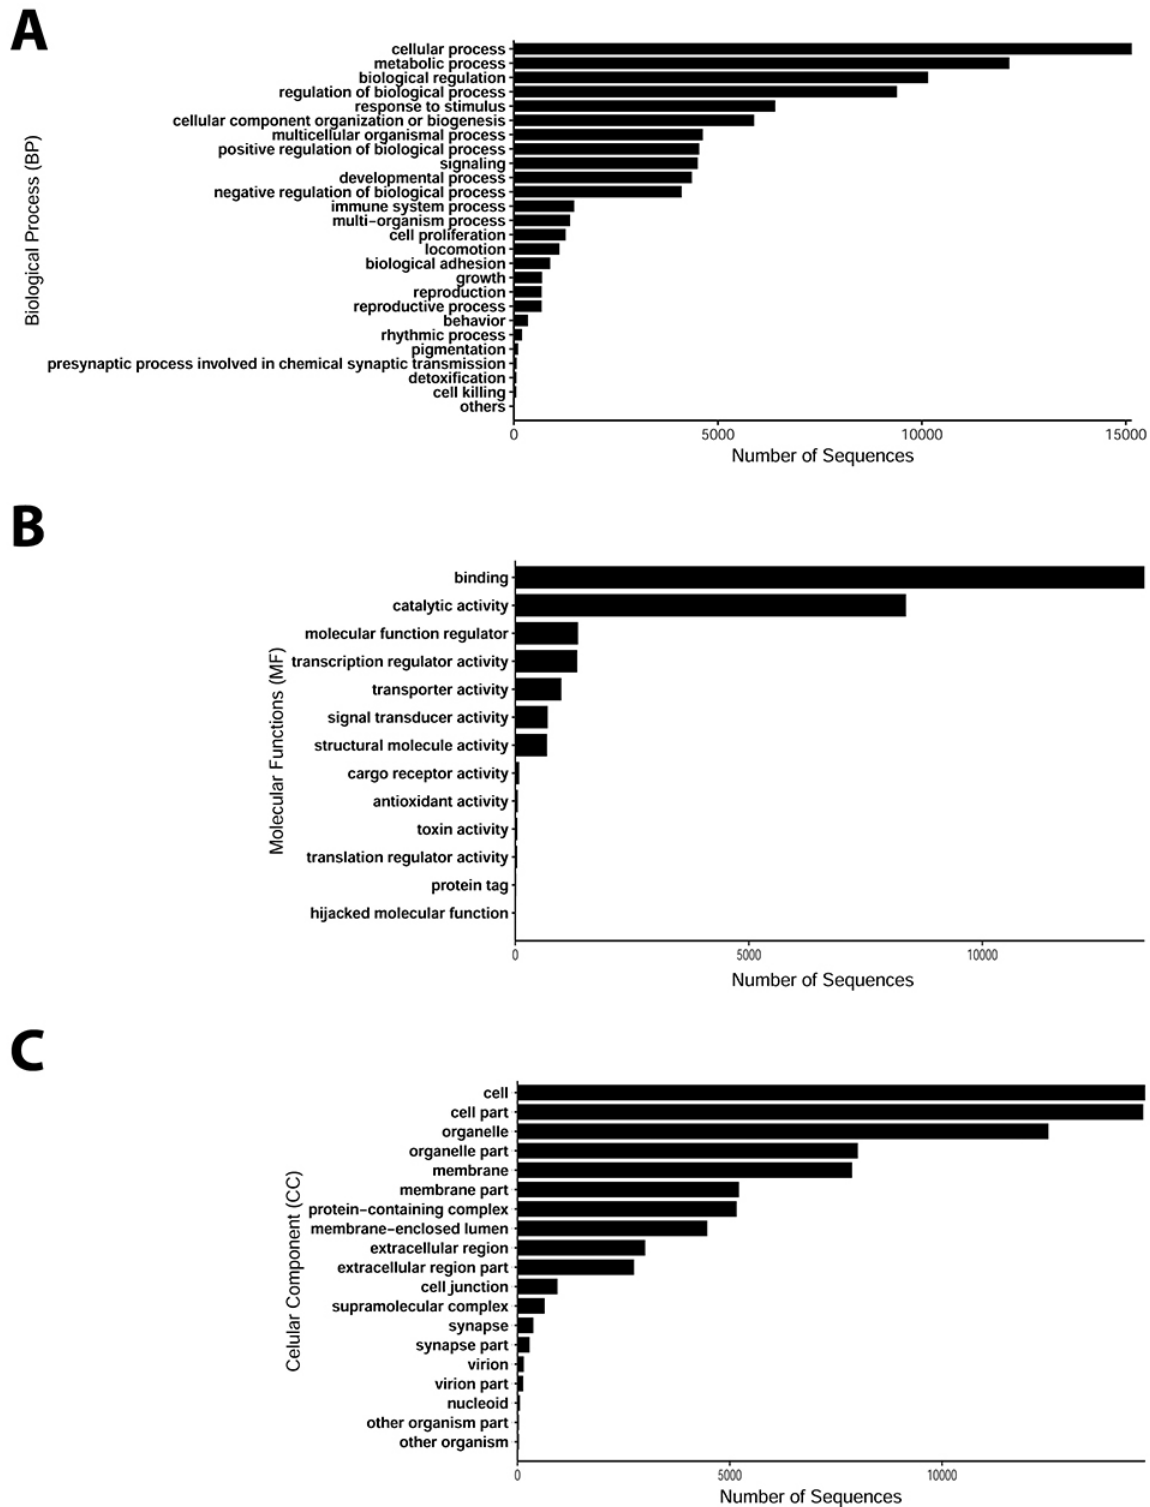 A
Biological Process (BP)
cellular process
metabolic process
biological regulation
regulation of biological process
response to stimulus
cellular component organization or biogenesis
multicellular organismal process
positive regulation of biological process
signaling
developmental process
negative regulation of biological process
immune system process
multi−organism process
cell proliferation
locomotion
biological adhesion
growth
reproduction
reproductive process
behavior
rhythmic process
pigmentation
presynaptic process involved in chemical synaptic transmission
detoxification
cell killing
others
0 5000 10000 15000
Number of Sequences
B
Molecular Functions (MF)
binding
catalytic activity
molecular function regulator
transcription regulator activity
transporter activity
signal transducer activity
structural molecule activity
cargo receptor activity
antioxidant activity
toxin activity
translation regulator activity
protein tag
hijacked molecular function
0 5000 10000
Number of Sequences
C
Celular Component (CC)
cell
cell part
organelle
organelle part
membrane
membrane part
protein−containing complex
membrane−enclosed lumen
extracellular region
extracellular region part
cell junction
supramolecular complex
synapse
synapse part
virion
virion part
nucleoid
other organism part
other organism
0 5000 10000
Number of Sequences